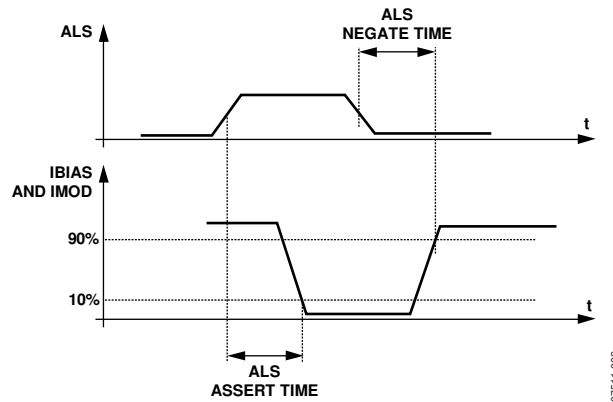 ALS
NEGATE TIME
ALS
t
IBIAS
AND IMOD
90%
10%
t
ALS
ASSERT TIME